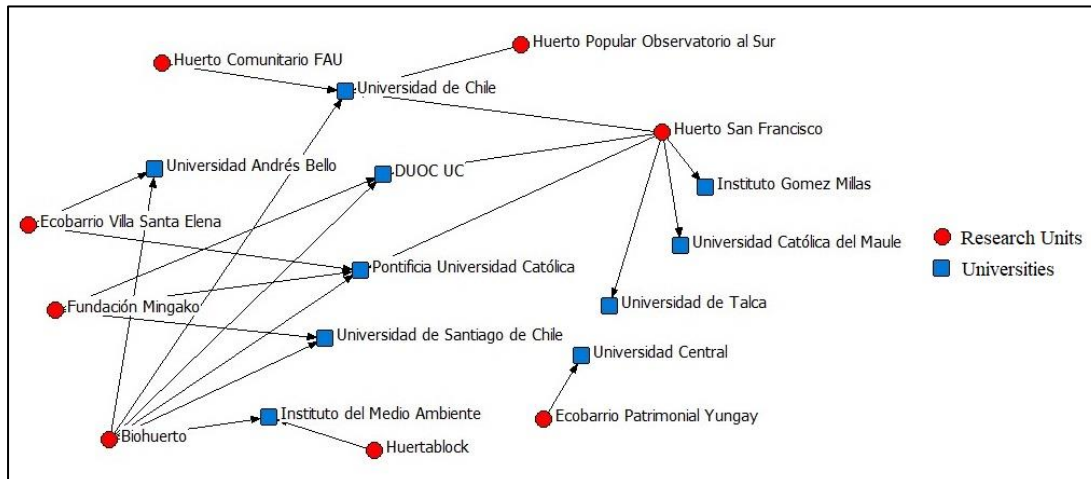 Huerto Popular Observatorio al Sur
Huerto Comunitario FAU
Universidad de Chile
Huerto San Francisco
Universidad Andrés Bello
DUOC UC
Instituto Gomez Millas
Ecobarrio Villa Santa Elena
Research Units
Universidad Católica del Maule
Universities
Pontificia Universidad Católica
Fundación Mingako
Universidad de Talca
Universidad de Santiago de Chile
Universidad Central
Instituto del Medio Ambiente
Ecobarrio Patrimonial Yungay
Biohuerto
Huertablock